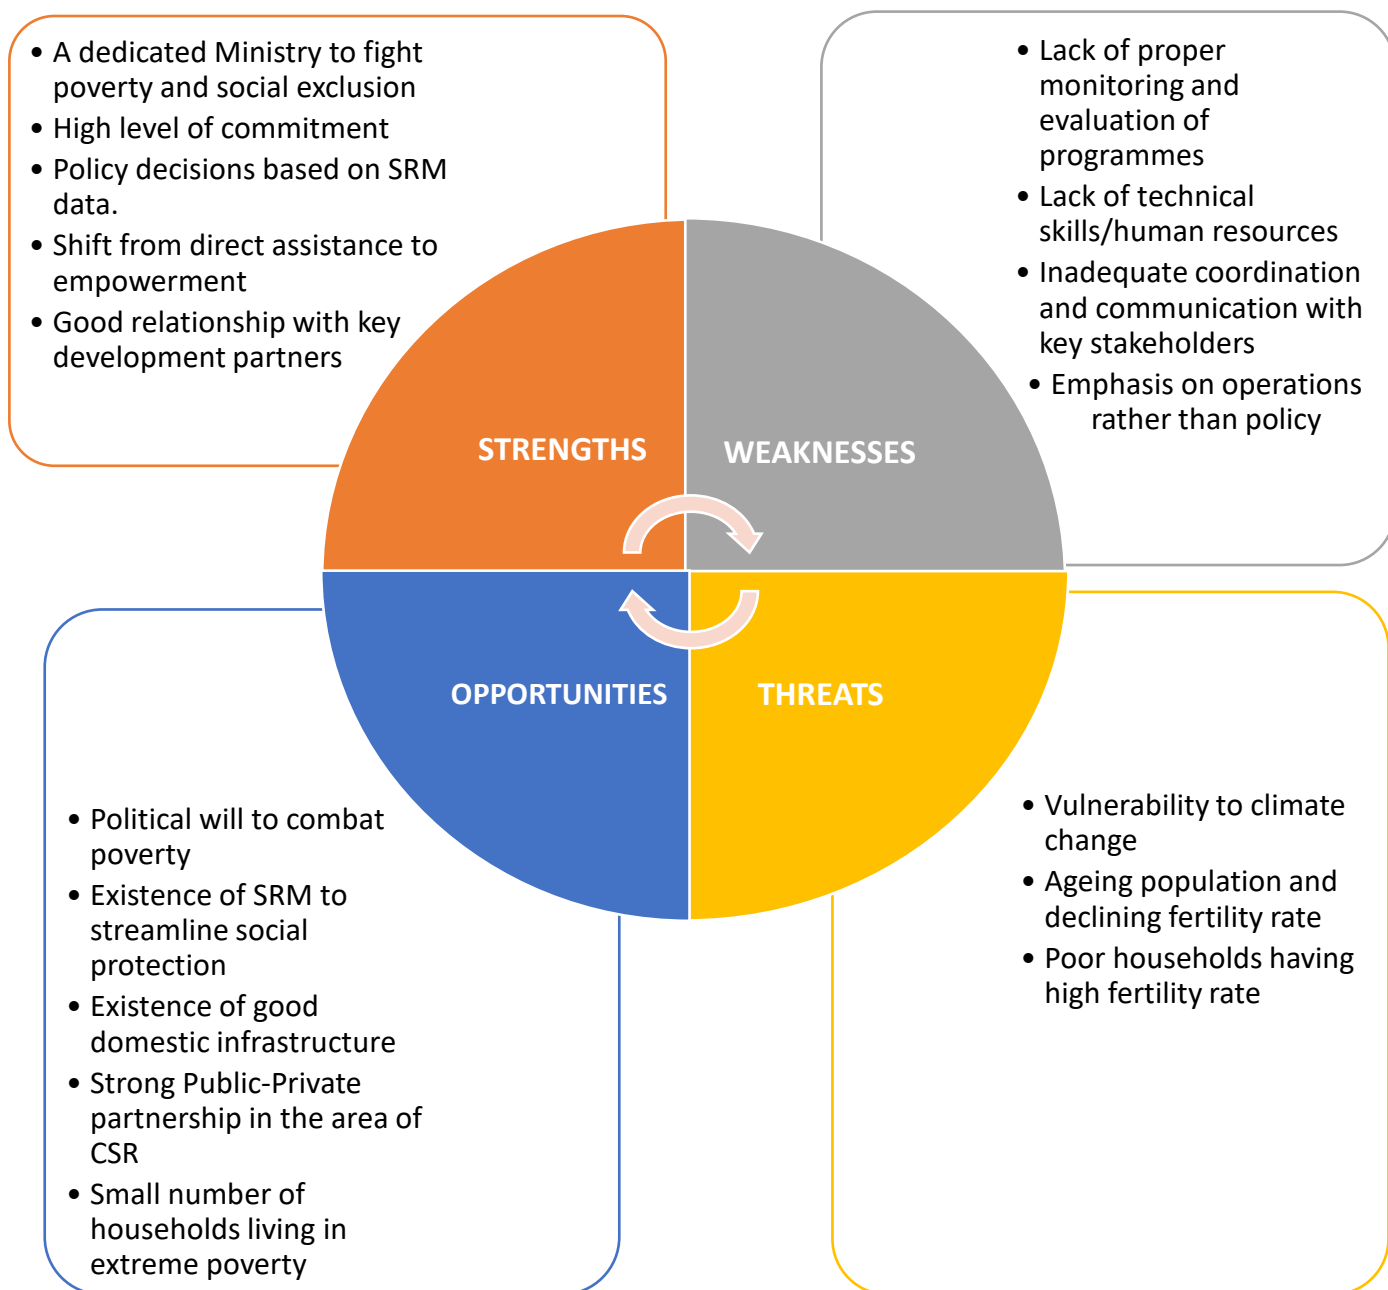 • A dedicated Ministry to fight
poverty and social exclusion
• High level of commitment
• Policy decisions based on SRM
data.
• Shift from direct assistance to
empowerment
• Good relationship with key
development partners
• Lack of proper
monitoring and
evaluation of
programmes
• Lack of technical
skills/human resources
• Inadequate coordination
and communication with
key stakeholders
• Emphasis on operations
rather than policy
STRENGTHS
WEAKNESSES
OPPORTUNITIES
THREATS
• Political will to combat
poverty
• Existence of SRM to
streamline social
protection
• Existence of good
domestic infrastructure
• Strong Public-Private
partnership in the area of
CSR
• Small number of
households living in
extreme poverty
• Vulnerability to climate
change
• Ageing population and
declining fertility rate
• Poor households having
high fertility rate